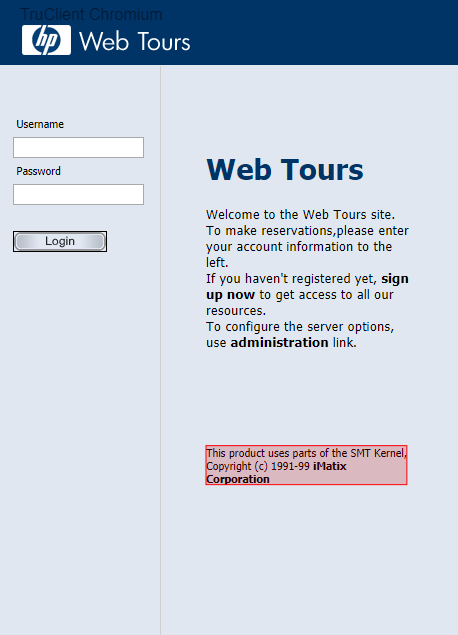 TruClient Chromium
hp Web Tours
Username
Password
Login
Web Tours
Welcome to the Web Tours site.
To make reservations,please enter
your account information to the
left.
If you haven't registered yet, sign
up now to get access to all our
resources.
To configure the server options,
use administration link.
This product uses parts of the SMT Kernel,
Copyright (c) 1991-99 iMatix
Corporation